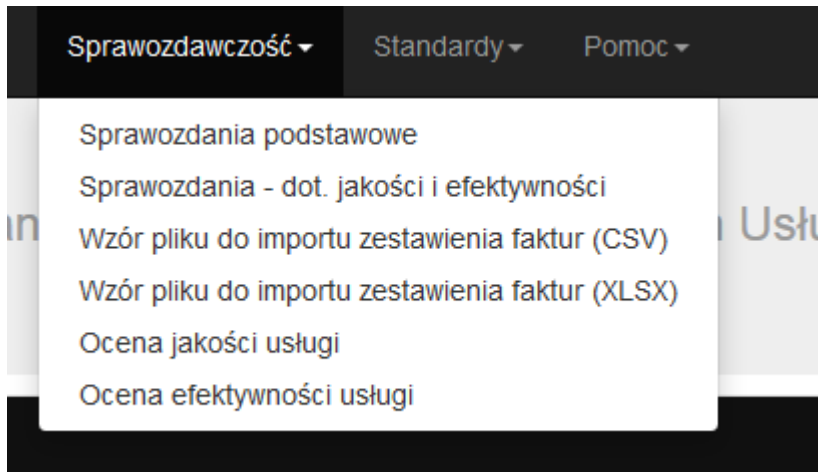 Sprawozdawczość Standardy Pomoc
Sprawozdania podstawowe
Sprawozdania - dot. jakości i efektywności
Wzór pliku do importu zestawienia faktur (CSV)
Wzór pliku do importu zestawienia faktur (XLSX)
Ocena jakości usługi
Ocena efektywności usługi